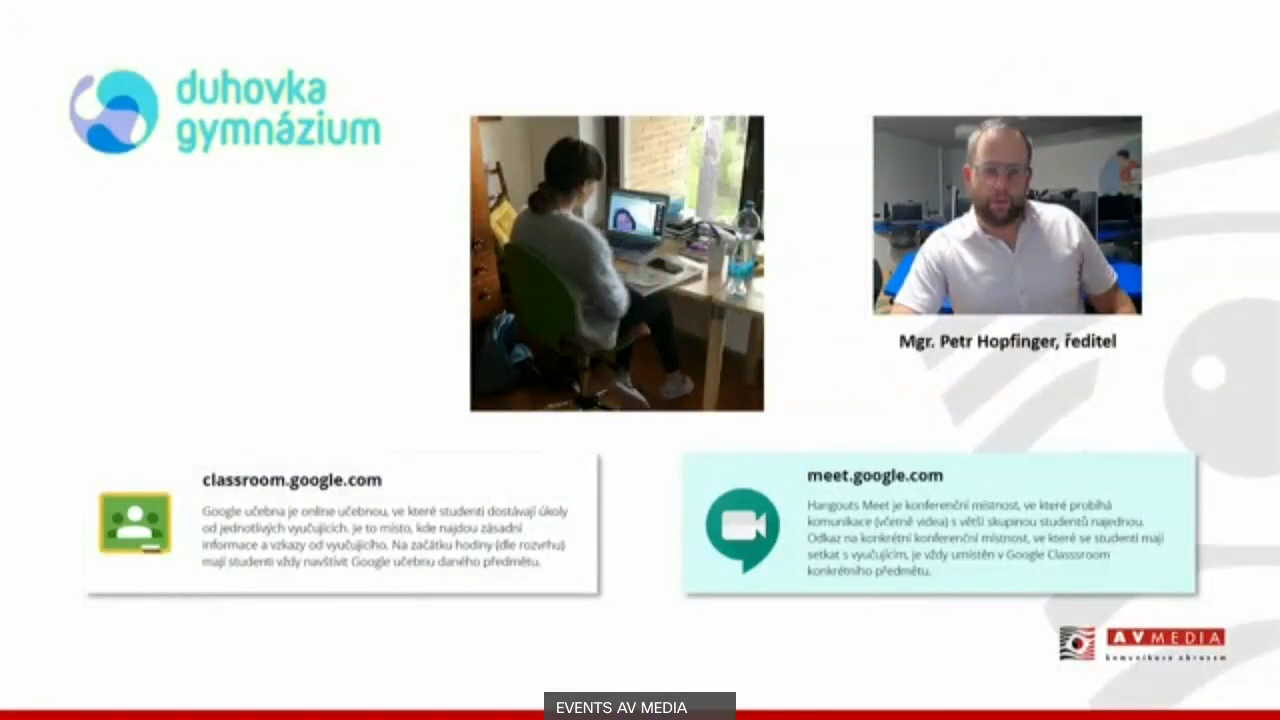 duhovka
gymnázium
Mgr. Petr Hopfinger, ředitel
classroom.google.com
Google učebna je online učebnou, ve které studenti dostávají úkoly
od jednotlivých vyučujících. Je to místo, kde najdou zásadní
informace a vzkazy od vyučujícího. Na začátku hodiny (dle rozvrhu)
mají studenti vždy navštívit Google učebnu daného předmětu.
meet.google.com
Hangouts Meet je konferenční místnost, ve které probíhá
komunikace (včetně videa) s větší skupinou studentů najednou.
Odkaz na konkrétní konferenční místnost, ve které se studenti mají
setkat s vyučujícím, je vždy umístěn v Google Classsroom
konkrétního předmětu.
AV MEDIA
komunikace obrazem
EVENTS AV MEDIA